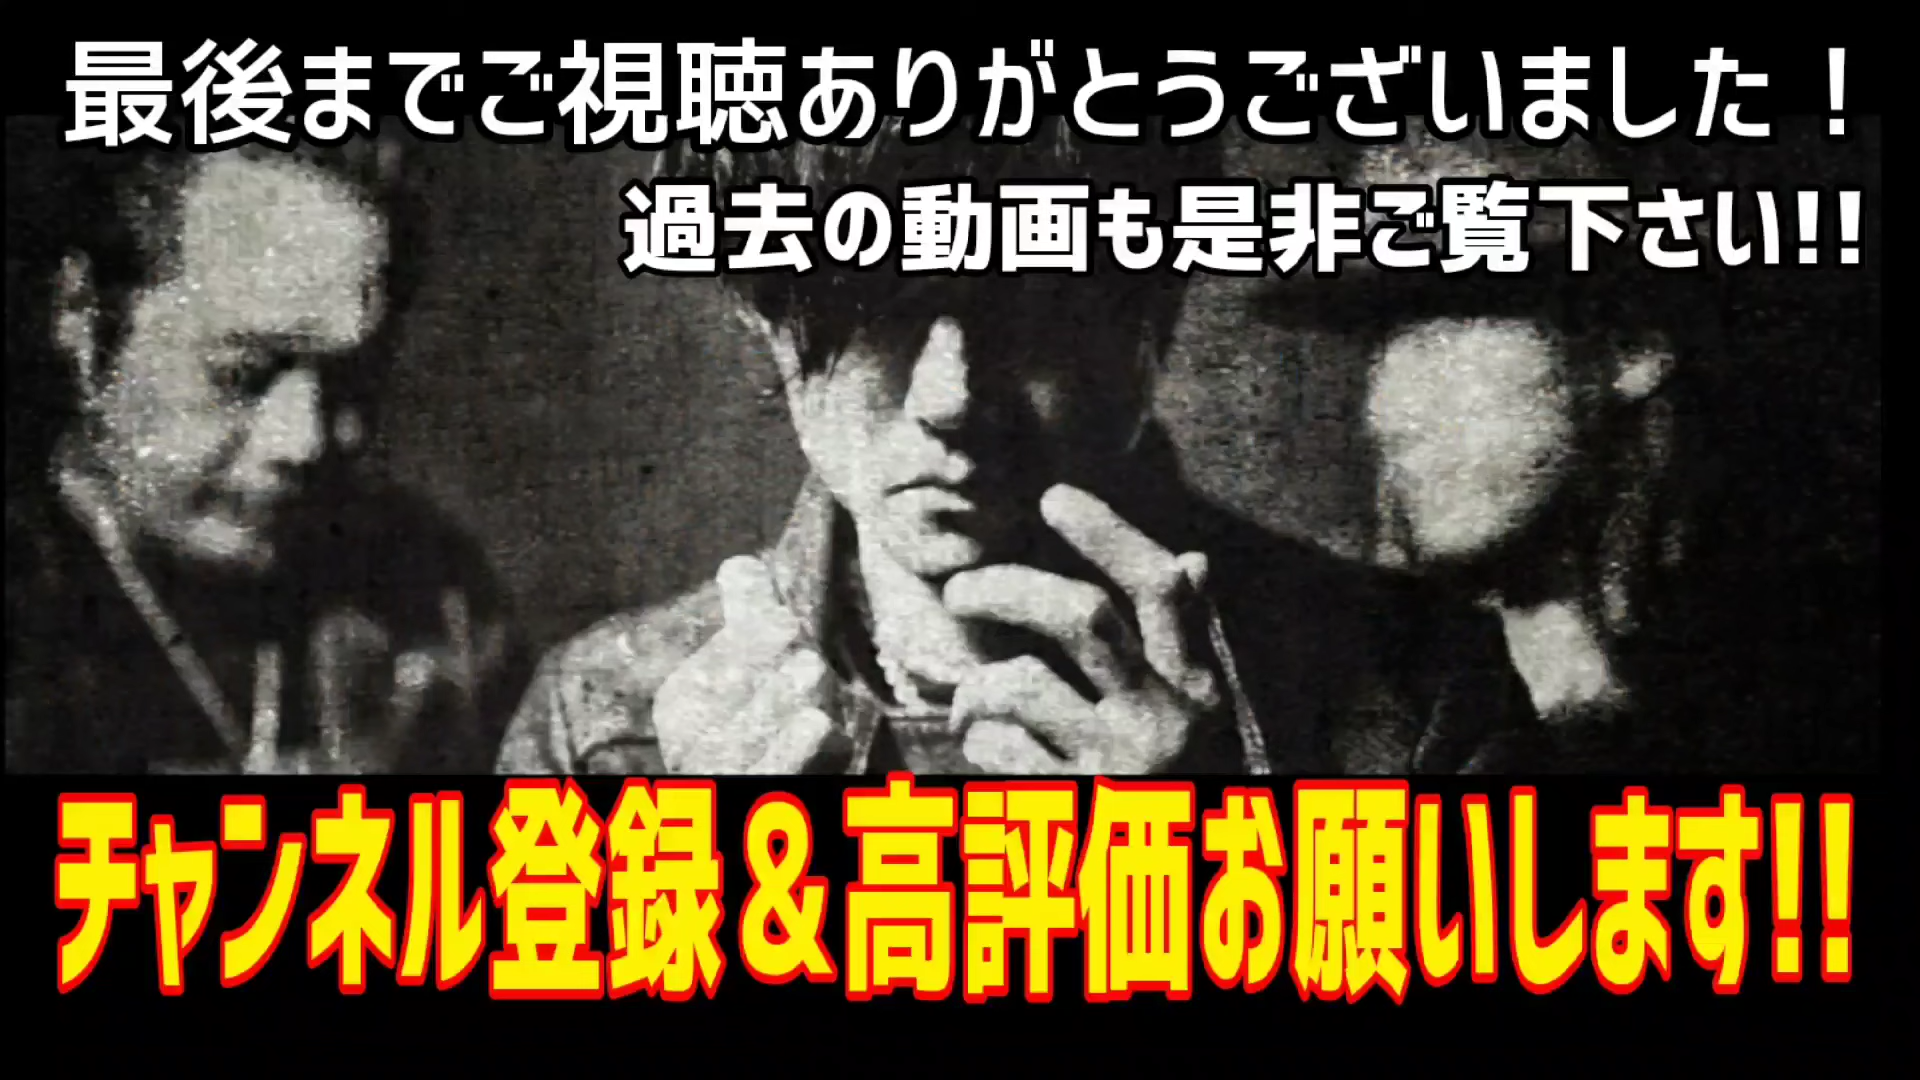 最後までご視聴ありがとうございました！
過去の動画も是非ご覧下さい!!
チャンネル登録＆高評価お願いします!!